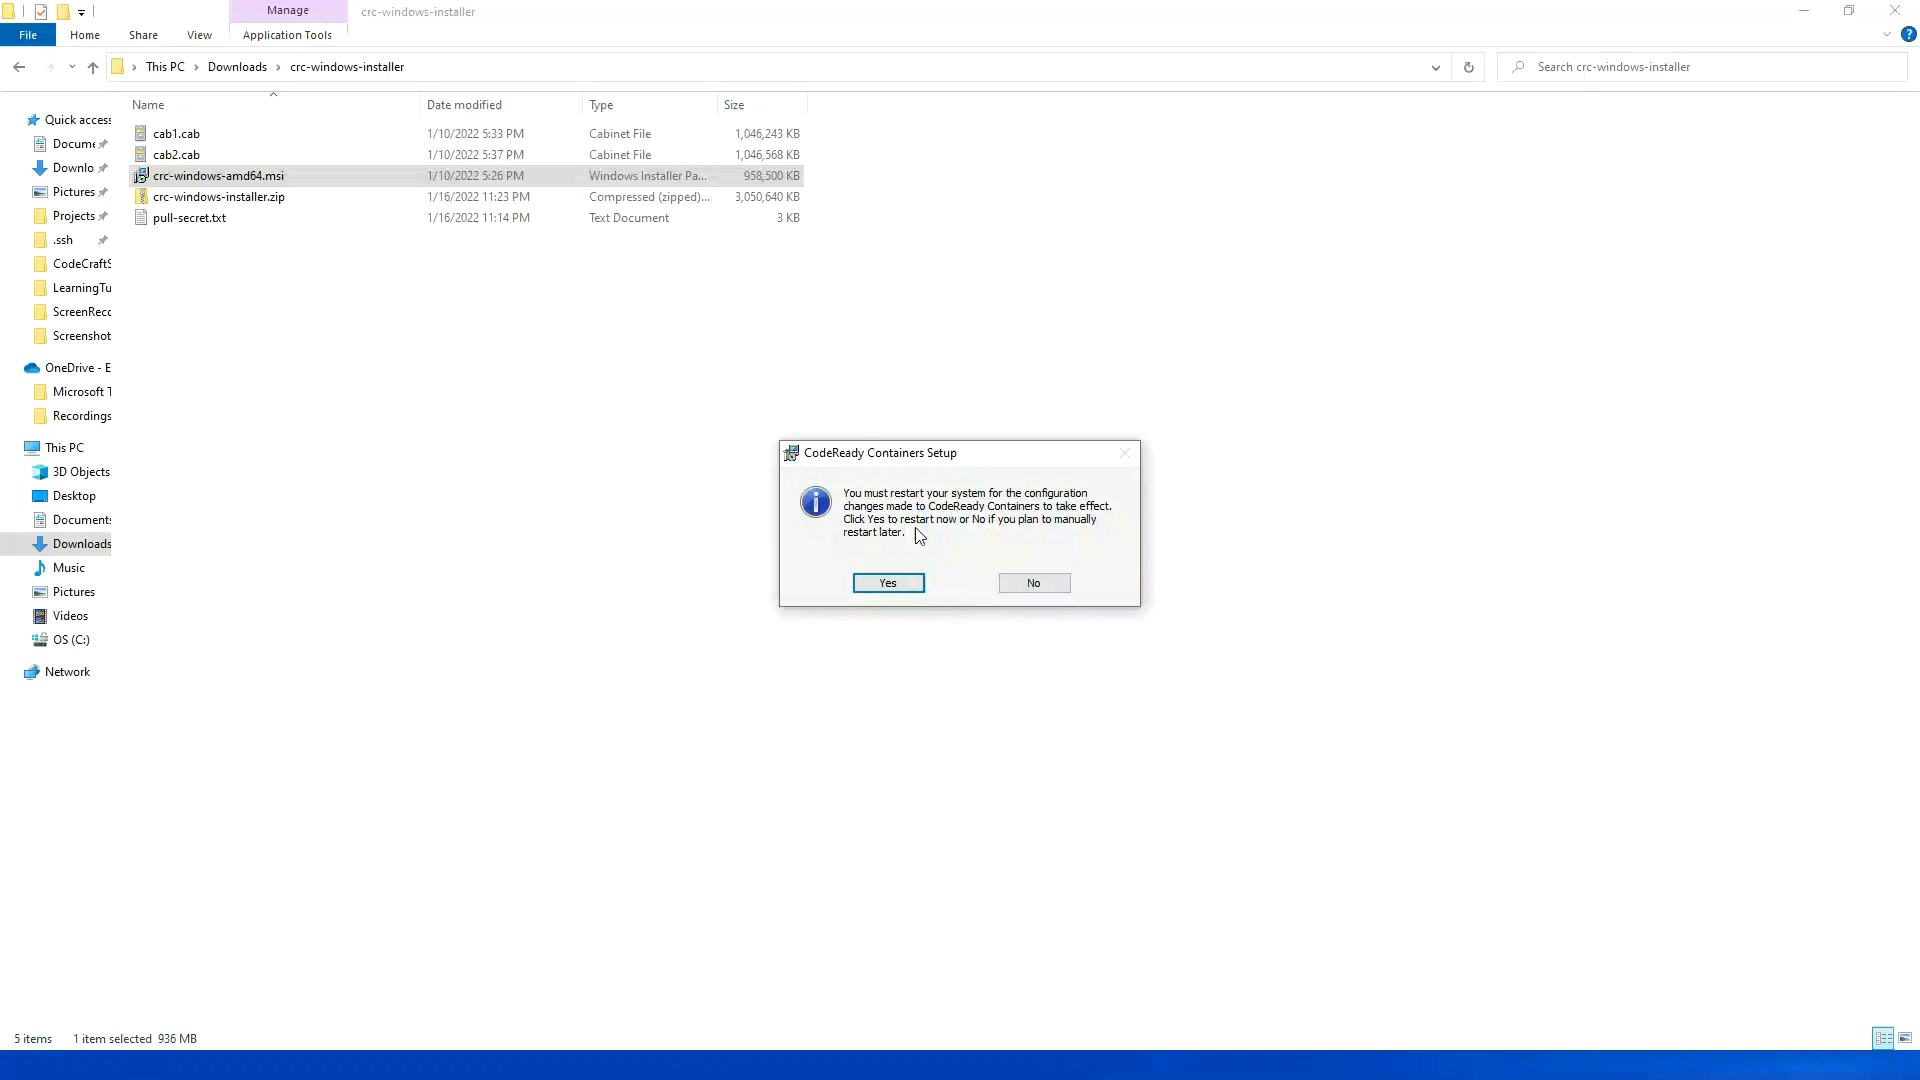 Manage
crc-windows-installer
File
Home
Share
View
Application Tools
This PC
Downloads
crc-windows-installer
Search crc-windows-installer
Name
Date modified
Type
Size
cab1.cab
1/10/2022 5:33 PM
Cabinet File
1,046,243 KB
cab2.cab
1/10/2022 5:37 PM
Cabinet File
1,046,568 KB
crc-windows-amd64.msi
1/10/2022 5:26 PM
Windows Installer Pa...
958,500 KB
crc-windows-installer.zip
1/16/2022 11:23 PM
Compressed (zipped)...
3,050,640 KB
pull-secret.txt
1/16/2022 11:14 PM
Text Document
3 KB
Quick access
Docume
Downlo
Pictures
Projects
.ssh
CodeCraftS
LearningTu
ScreenRecc
Screenshot
OneDrive - E
Microsoft T
Recordings
This PC
3D Objects
Desktop
Documents
Downloads
Music
Pictures
Videos
OS (C:)
Network
CodeReady Containers Setup
You must restart your system for the configuration
changes made to CodeReady Containers to take effect.
Click Yes to restart now or No if you plan to manually
restart later.
Yes
No
5 items
1 item selected 936 MB